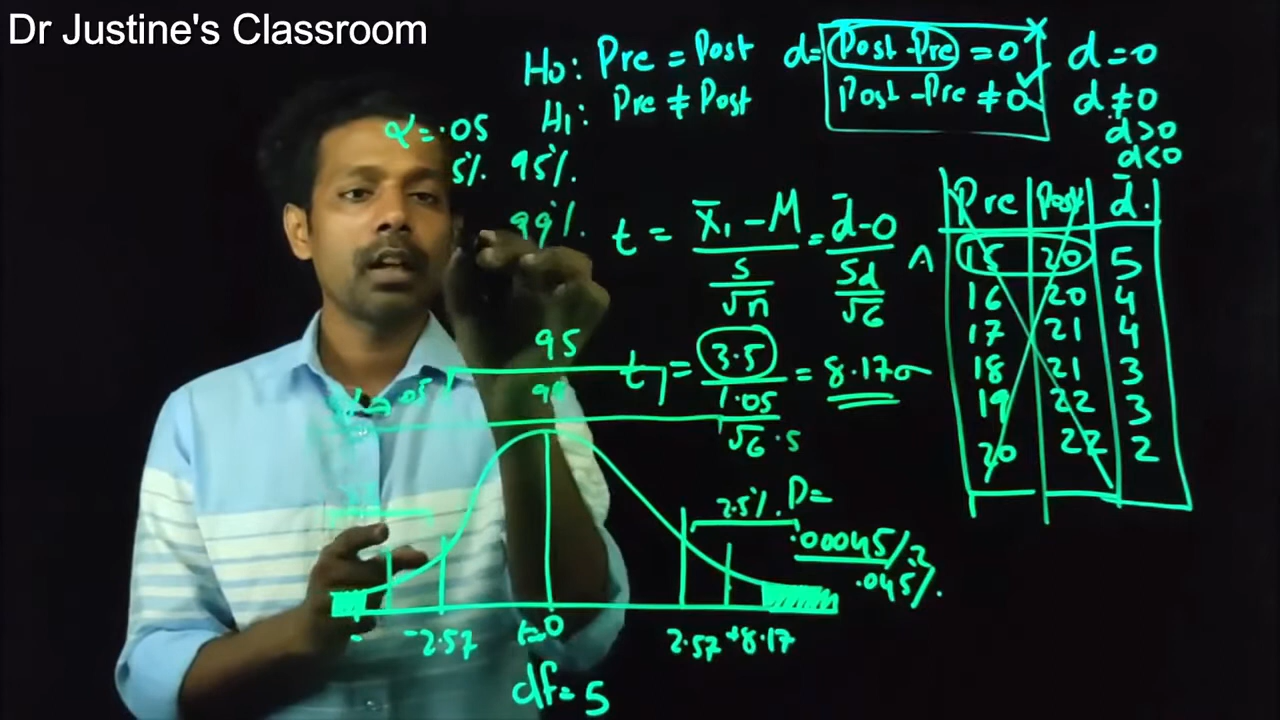 Dr Justine's Classroom
H0: Pre = Post
H1: Pre ≠ Post
d= Post-Pre = 0
Post-Pre ≠ 0
d = 0
d ≠ 0
d>0
d<0
α = .05
5% 95%
99%
t = x̄1 - M / s/√n = d̄-0 / Sd/√6
t = 3.5 / 1.05/√6 = 8.17σ
.5
Pre Post d
15 20 5
16 20 4
17 21 4
18 21 3
19 22 3
20 22 2
95
.05
2.5% P=
.00045/2
.045%
-2.57 t=0 2.57 +8.17
df= 5